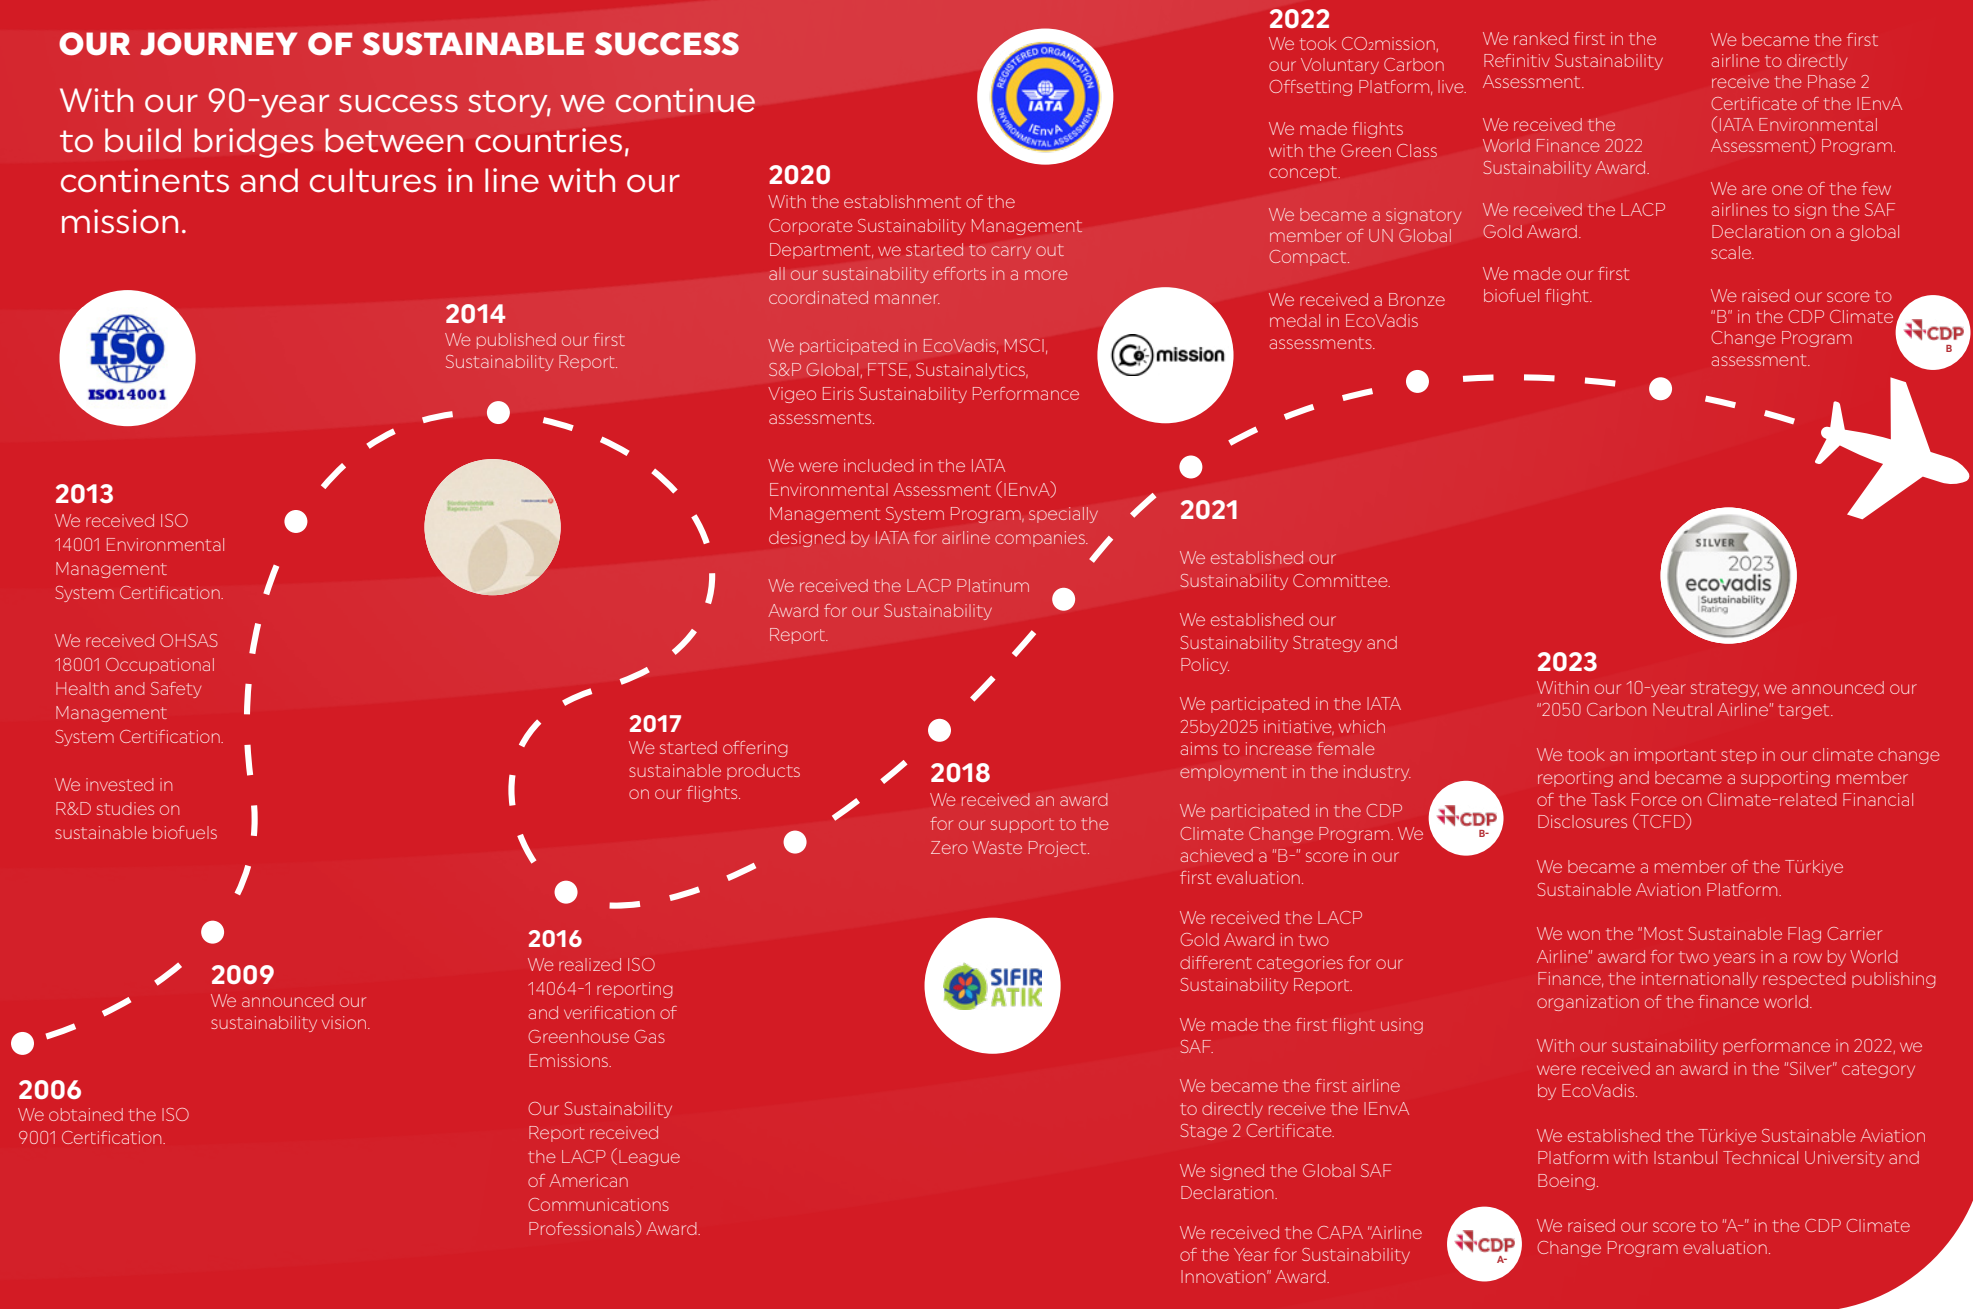 OUR JOURNEY OF SUSTAINABLE SUCCESS
With our 90-year success story, we continue
to build bridges between countries,
continents and cultures in line with our
mission.
ISO
ISO14001
2006
We obtained the ISO
9001 Certification.
2009
We announced our
sustainability vision.
2013
We received ISO
14001 Environmental
Management
System Certification.
We received OHSAS
18001 Occupational
Health and Safety
Management
System Certification.
We invested in
R&D studies on
sustainable biofuels
2014
We published our first
Sustainability Report.
2016
We realized ISO
14064-1 reporting
and verification of
Greenhouse Gas
Emissions.
Our Sustainability
Report received
the LACP (League
of American
Communications
Professionals) Award.
2017
We started offering
sustainable products
on our flights.
2018
We received an award
for our support to the
Zero Waste Project.
SIFIR
ATIK
REGISTERED ORGANIZATION
IATA
IEnvA
ENVIRONMENTAL ASSESSMENT
2020
With the establishment of the
Corporate Sustainability Management
Department, we started to carry out
all our sustainability efforts in a more
coordinated manner.
We participated in EcoVadis, MSCI,
S&P Global, FTSE, Sustainalytics,
Vigeo Eiris Sustainability Performance
assessments.
We were included in the IATA
Environmental Assessment (IEnvA)
Management System Program, specially
designed by IATA for airline companies.
We received the LACP Platinum
Award for our Sustainability
Report.
Co mission
2021
We established our
Sustainability Committee.
We established our
Sustainability Strategy and
Policy.
We participated in the IATA
25by2025 initiative, which
aims to increase female
employment in the industry.
We participated in the CDP
Climate Change Program. We
achieved a "B-" score in our
first evaluation.
CDP
B-
We received the LACP
Gold Award in two
different categories for our
Sustainability Report.
We made the first flight using
SAF.
We became the first airline
to directly receive the IEnvA
Stage 2 Certificate.
We signed the Global SAF
Declaration.
We received the CAPA "Airline
of the Year for Sustainability
Innovation" Award.
2022
We took CO₂mission,
our Voluntary Carbon
Offsetting Platform, live.
We made flights
with the Green Class
concept.
We became a signatory
member of UN Global
Compact.
We received a Bronze
medal in EcoVadis
assessments.
We ranked first in the
Refinitiv Sustainability
Assessment.
We received the
World Finance 2022
Sustainability Award.
We received the LACP
Gold Award.
We made our first
biofuel flight.
We became the first
airline to directly
receive the Phase 2
Certificate of the IEnvA
(IATA Environmental
Assessment) Program.
We are one of the few
airlines to sign the SAF
Declaration on a global
scale.
We raised our score to
"B" in the CDP Climate
Change Program
assessment.
CDP
B
SILVER
2023
ecovadis
Sustainability
Rating
2023
Within our 10-year strategy, we announced our
"2050 Carbon Neutral Airline" target.
We took an important step in our climate change
reporting and became a supporting member
of the Task Force on Climate-related Financial
Disclosures (TCFD)
We became a member of the Türkiye
Sustainable Aviation Platform.
We won the "Most Sustainable Flag Carrier
Airline" award for two years in a row by World
Finance, the internationally respected publishing
organization of the finance world.
With our sustainability performance in 2022, we
were received an award in the "Silver" category
by EcoVadis.
We established the Türkiye Sustainable Aviation
Platform with Istanbul Technical University and
Boeing.
We raised our score to "A-" in the CDP Climate
Change Program evaluation.
CDP
A-